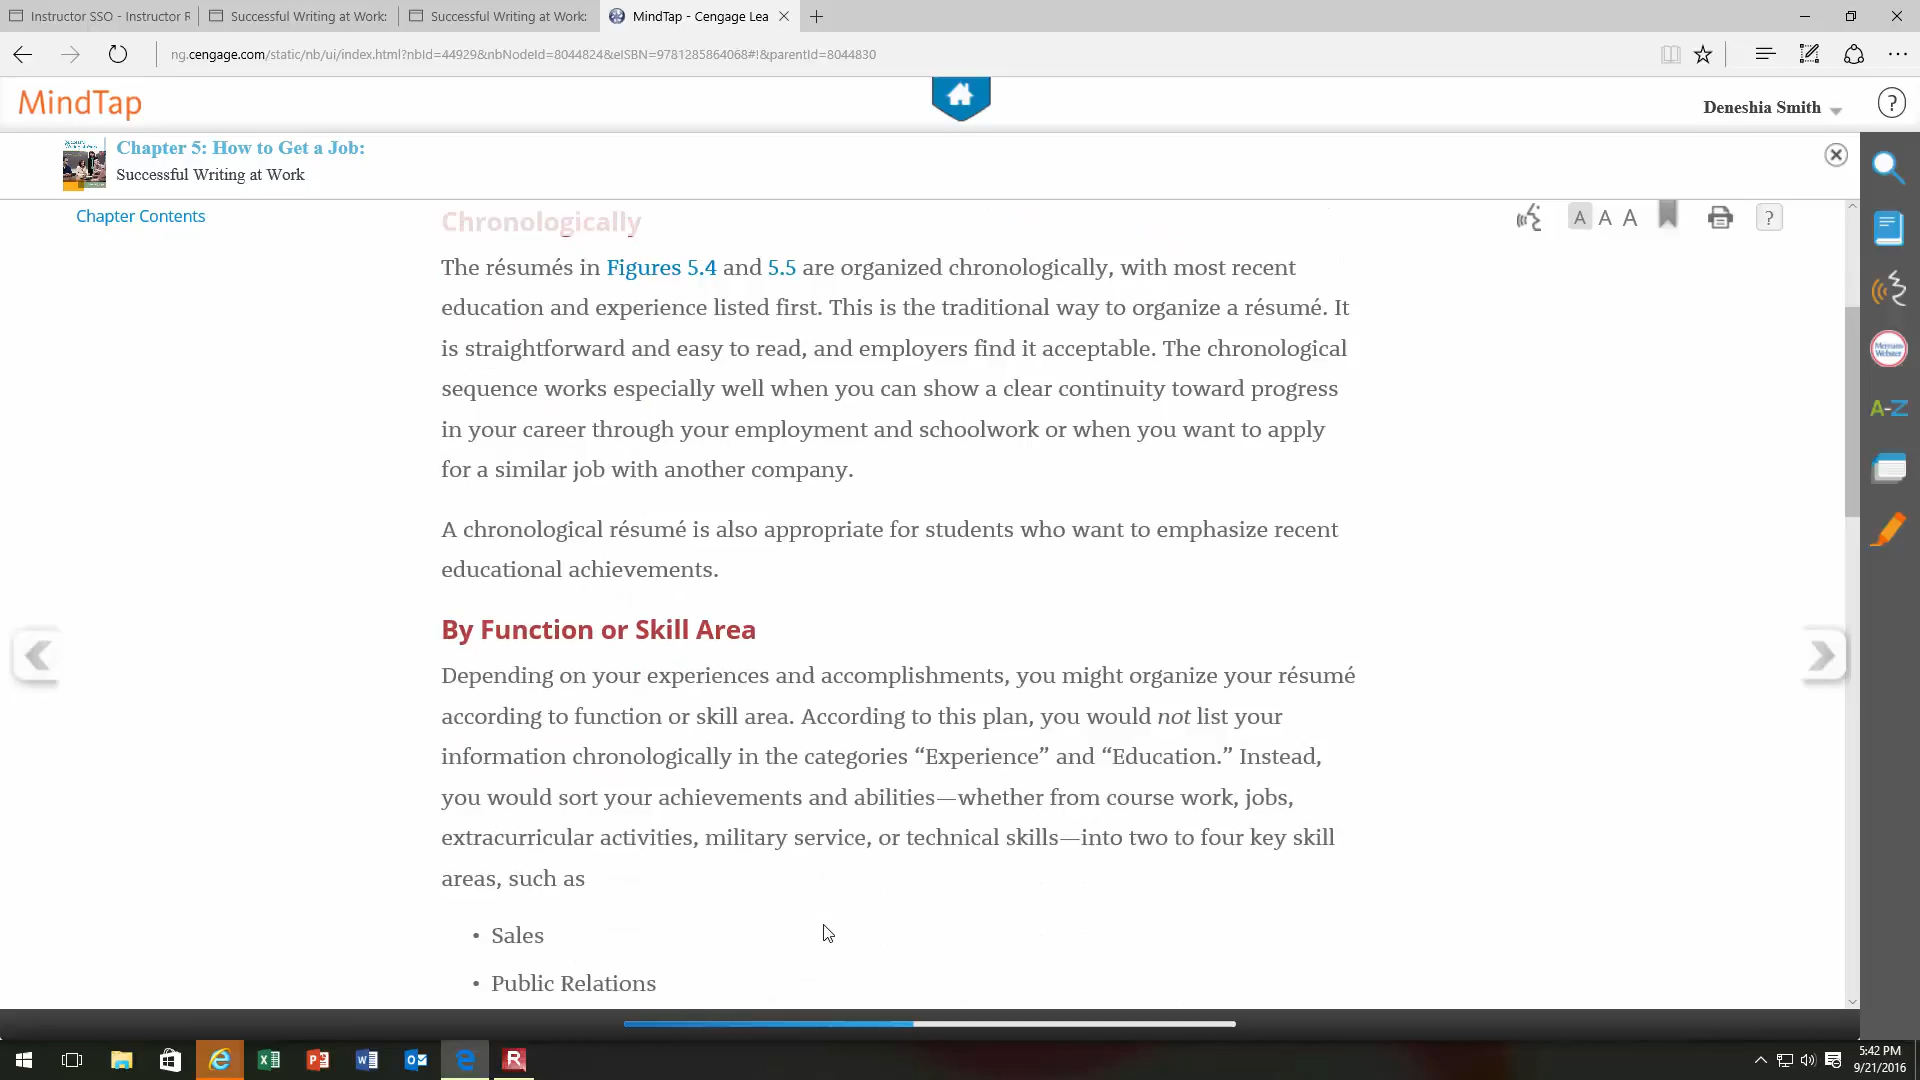 Instructor SSO - Instructor R
Successful Writing at Work:
Successful Writing at Work:
MindTap - Cengage Lea
ng.cengage.com/static/nb/ui/index.html?nbId=44929&nbNodeId=8044824&eISBN=9781285864068#!&parentId=8044830
MindTap
Deneshia Smith
?
Chapter 5: How to Get a Job:
Successful Writing at Work
Chapter Contents
A A A
?
Chronologically
The résumés in Figures 5.4 and 5.5 are organized chronologically, with most recent
education and experience listed first. This is the traditional way to organize a résumé. It
is straightforward and easy to read, and employers find it acceptable. The chronological
sequence works especially well when you can show a clear continuity toward progress
in your career through your employment and schoolwork or when you want to apply
for a similar job with another company.
A chronological résumé is also appropriate for students who want to emphasize recent
educational achievements.
By Function or Skill Area
Depending on your experiences and accomplishments, you might organize your résumé
according to function or skill area. According to this plan, you would not list your
information chronologically in the categories “Experience” and “Education.” Instead,
you would sort your achievements and abilities—whether from course work, jobs,
extracurricular activities, military service, or technical skills—into two to four key skill
areas, such as
• Sales
• Public Relations
Merriam-
Webster
A-Z
5:42 PM
9/21/2016